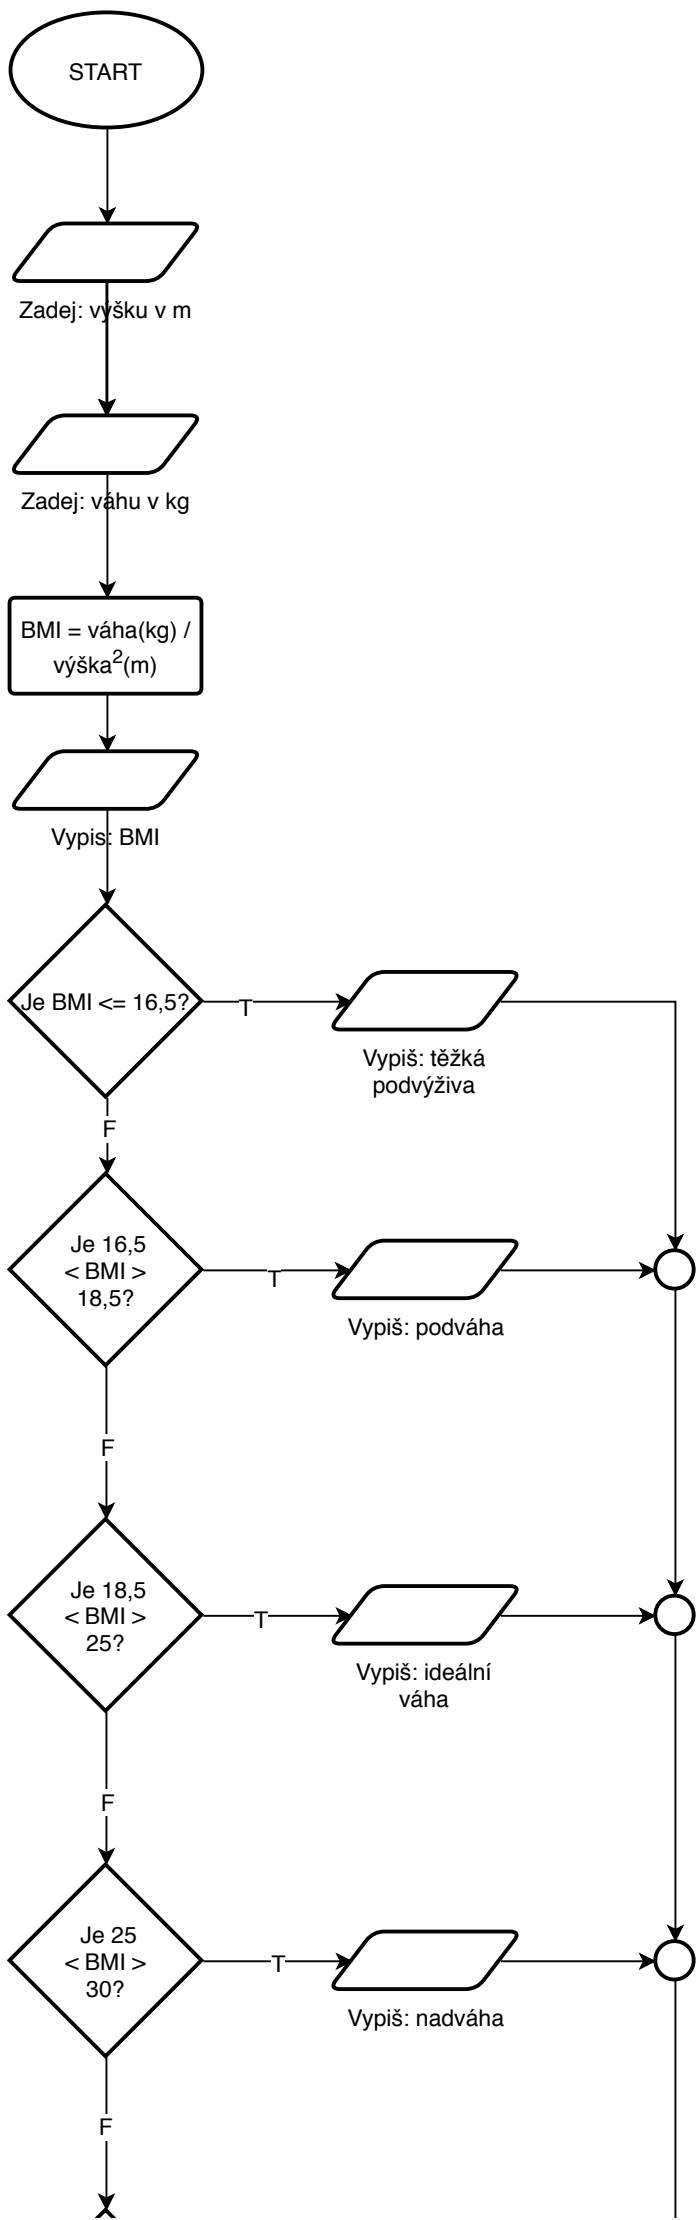 START
Zadej: výšku v m
Zadej: váhu v kg
BMI = váha(kg) /
výška²(m)
Vypis: BMI
Je BMI <= 16,5?
T
Vypiš: těžká
podvýživa
F
Je 16,5
< BMI >
18,5?
T
Vypiš: podváha
F
Je 18,5
< BMI >
25?
T
Vypiš: ideální
váha
F
Je 25
< BMI >
30?
T
Vypiš: nadváha
F